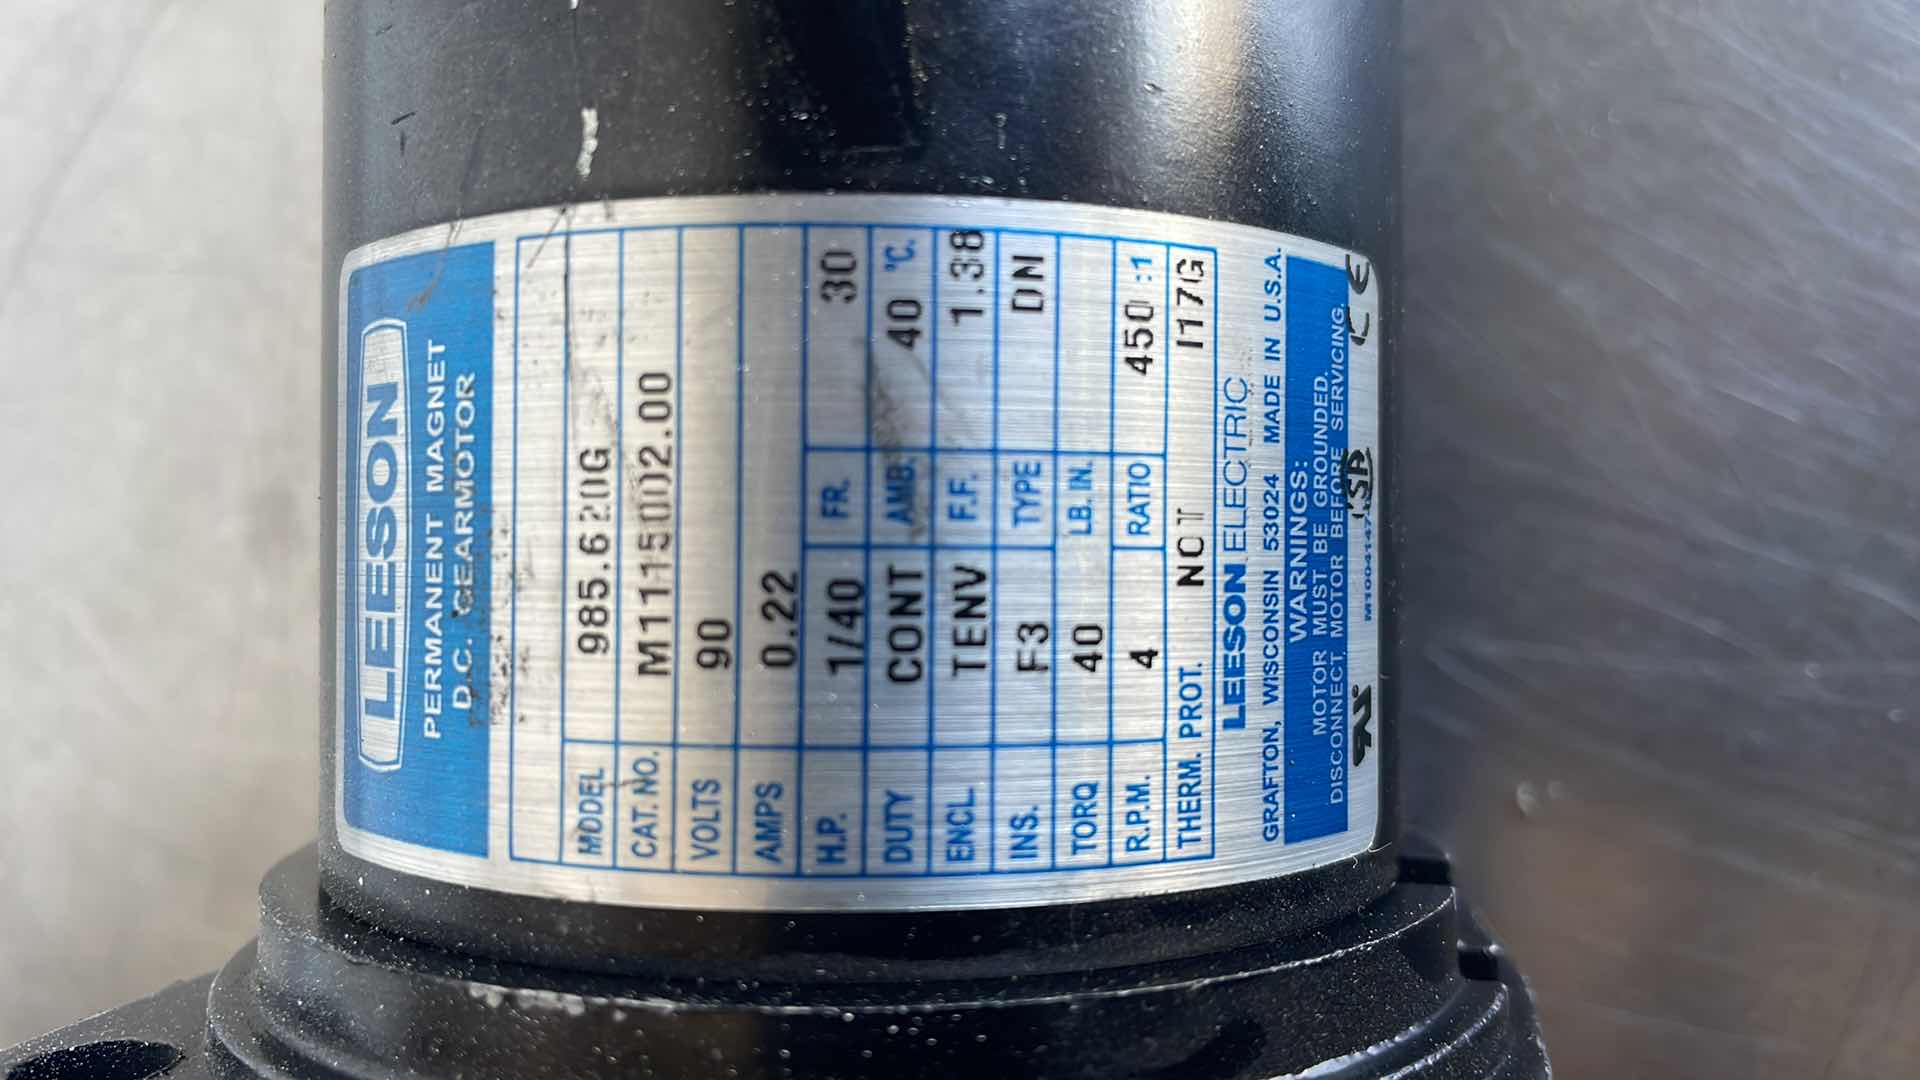 LEESON
PERMANENT MAGNET
D.C. GEARMOTOR
MODEL 985.620G
CAT. NO. M1115002.00
VOLTS 90
AMPS 0.22
H.P. 1/40 FR. 30
DUTY CONT AMB. 40 °C.
ENCL TENV F.F. 1.38
INS. F3 TYPE DN
TORQ 40 LB.IN.
R.P.M. 4 RATIO 450 :1
THERM. PROT. NOT I17G
LEESON ELECTRIC
GRAFTON, WISCONSIN 53024 MADE IN U.S.A.
WARNINGS:
MOTOR MUST BE GROUNDED.
DISCONNECT MOTOR BEFORE SERVICING.
CE